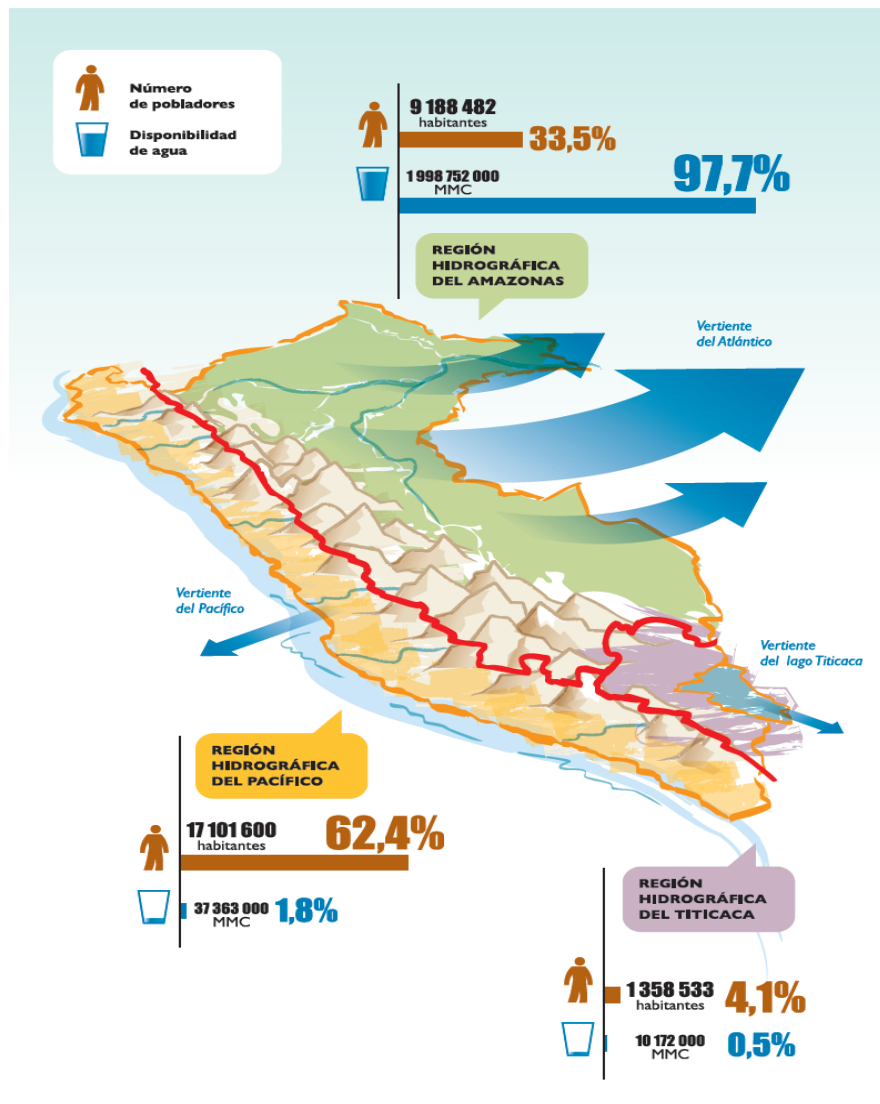 Número
de pobladores
Disponibilidad
de agua
9 188 482
habitantes
33,5%
1 998 752 000
MMC
97,7%
REGIÓN
HIDROGRÁFICA
DEL AMAZONAS
Vertiente
del Atlántico
Vertiente
del Pacífico
Vertiente
del lago Titicaca
REGIÓN
HIDROGRÁFICA
DEL PACÍFICO
17 101 600
habitantes
62,4%
37 363 000
MMC
1,8%
REGIÓN
HIDROGRÁFICA
DEL TITICACA
1 358 533
habitantes
4,1%
10 172 000
MMC
0,5%